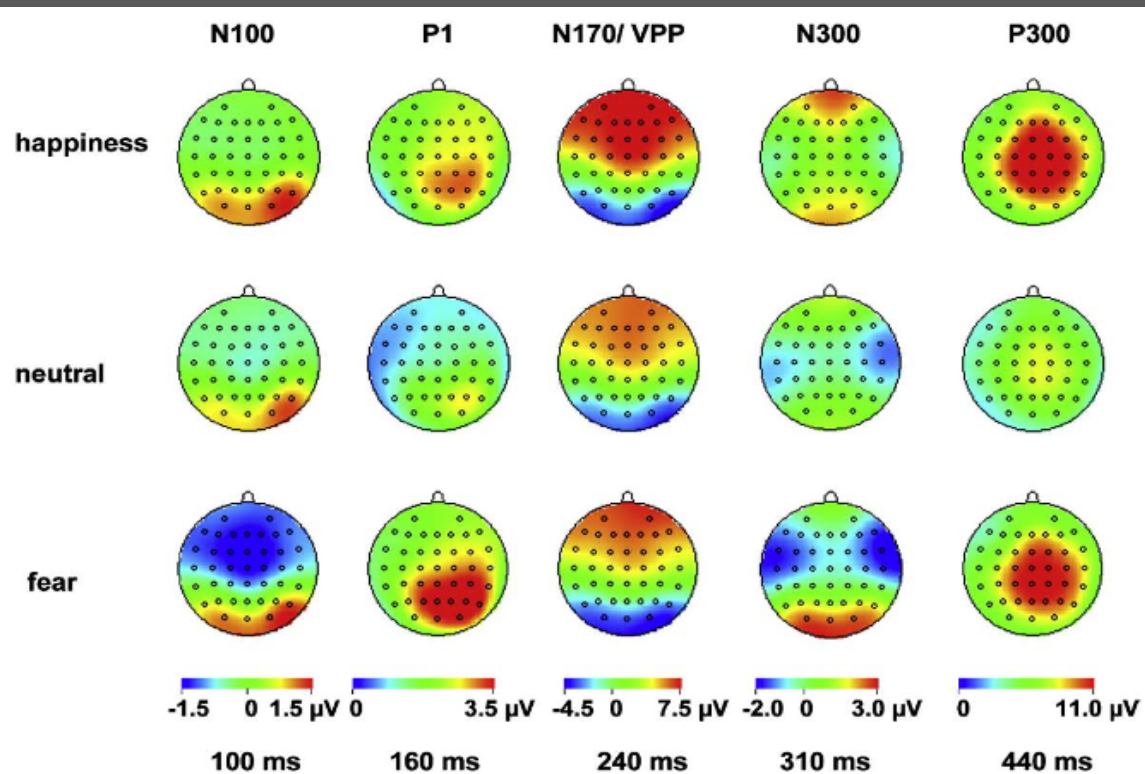 N100 P1 N170/ VPP N300 P300
happiness
neutral
fear
-1.5 0 1.5 μV 0 3.5 μV -4.5 0 7.5 μV -2.0 0 3.0 μV 0 11.0 μV
100 ms 160 ms 240 ms 310 ms 440 ms